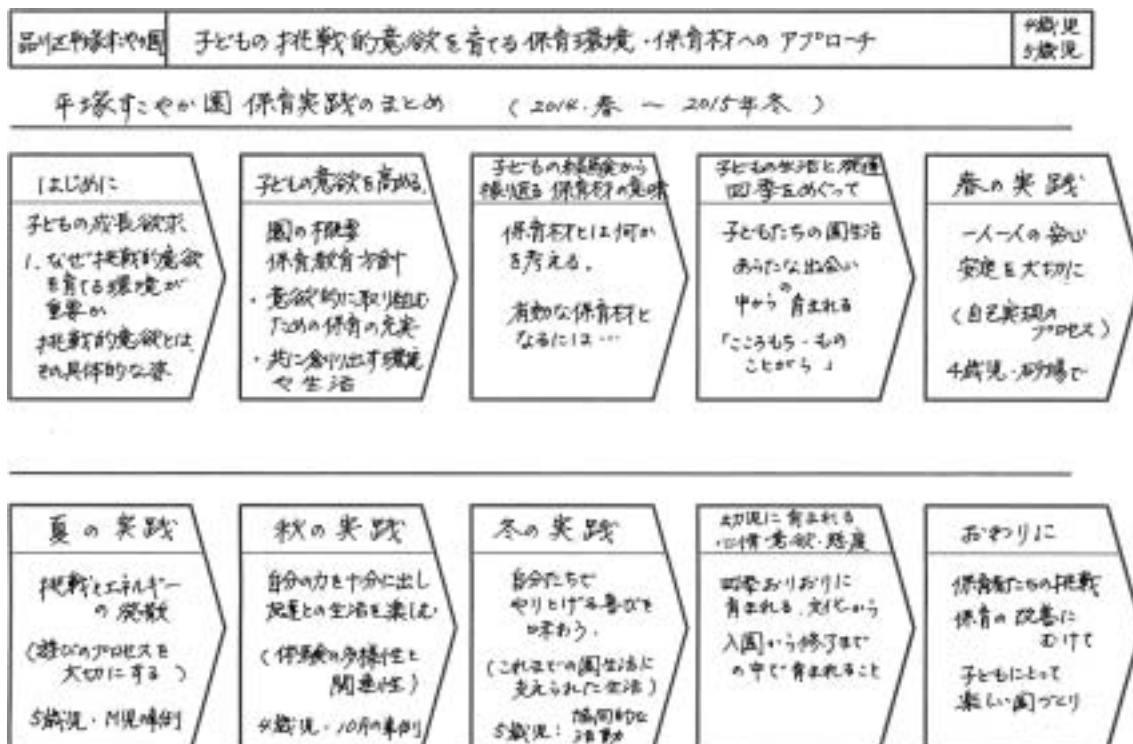 品川区平塚すこやか園
子どもの挑戦的意欲を育てる保育環境・保育材へのアプローチ
4歳児
5歳児
平塚すこやか園 保育実践のまとめ (2014.春 〜 2015年冬)
はじめに
子どもの成長欲求
1. なぜ挑戦的意欲
を育てる環境が
重要か
挑戦的意欲とは、
その具体的な姿
子どもの意欲を高める。
園の概要
保育教育方針
・意欲的に取り組む
ための保育の充実
・共に創り出す環境
や生活
子どもの経験から
振り返る 保育材の意味
保育材とは何か
を考える。
有効な保育材と
なるには…
子どもの生活と発達
四季をめぐって
子どもたちの園生活
あらたな出会い
の
中から 育まれる
「こころもち・もの
ことがら」
春の実践
一人一人の安心
安定を大切に
(自己実現の
プロセス)
4歳児・砂場で
夏の実践
挑戦とエネルギー
の発散
(遊びのプロセスを
大切にする)
5歳児・M児の事例
秋の実践
自分の力を十分に出し
友達との生活を楽しむ
(体験の多様性と
関連性)
4歳児・10月の事例
冬の実践
自分たちで
やりとげる喜びを
味わう。
(これまでの園生活に
支えられた生活)
5歳児: 協同的な
活動
幼児に育まれる
心情・意欲・態度
四季おりおりに
育まれる、文化から
入園から修了まで
の中で育まれること
おわりに
保育者たちの挑戦
保育の改善に
むけて
子どもにとって
楽しい園づくり